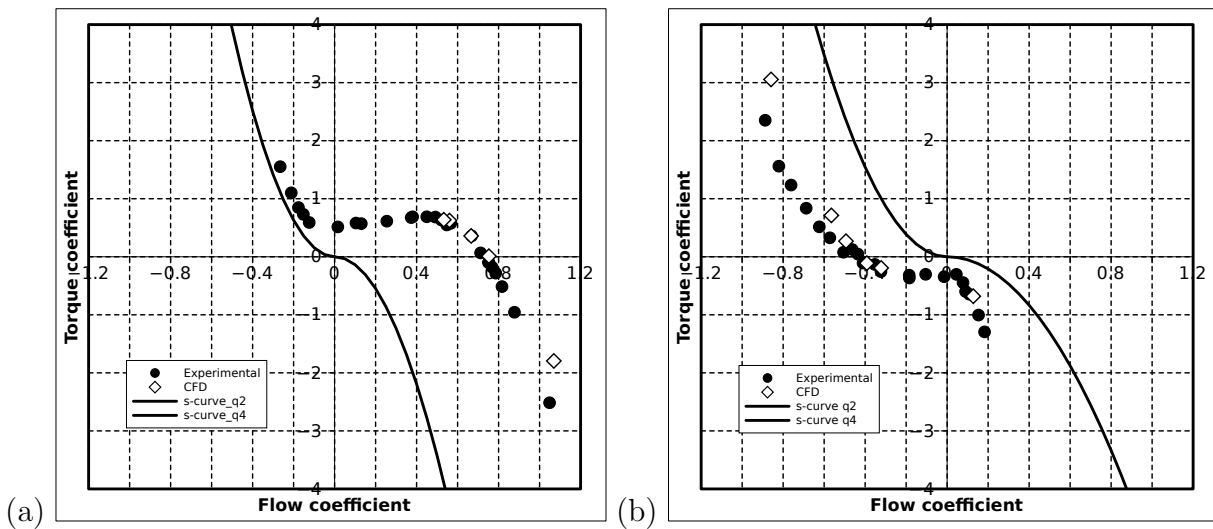 4
3
2
1
0
−1
−2
−3
−4
−1.2 −0.8 −0.4 0 0.4 0.8 1.2
Torque coefficient
Flow coefficient
Experimental
CFD
s-curve_q2
s-curve_q4
(a)
4
3
2
1
0
−1
−2
−3
−4
−1.2 −0.8 −0.4 0 0.4 0.8 1.2
Torque coefficient
Flow coefficient
Experimental
CFD
s-curve q2
s-curve q4
(b)